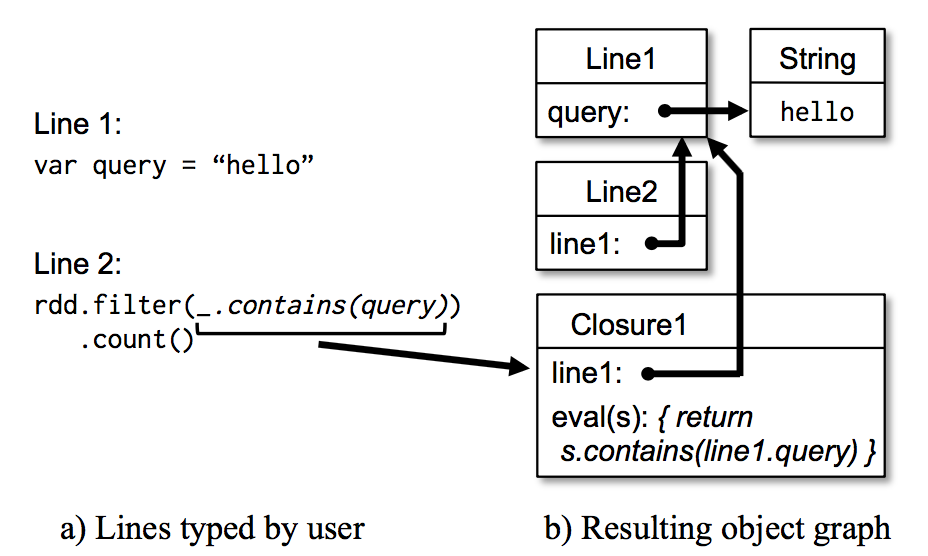 Line 1:
var query = “hello”
Line 2:
rdd.filter(_.contains(query))
.count()
a) Lines typed by user
Line1
query:
String
hello
Line2
line1:
Closure1
line1:
eval(s): { return
s.contains(line1.query) }
b) Resulting object graph